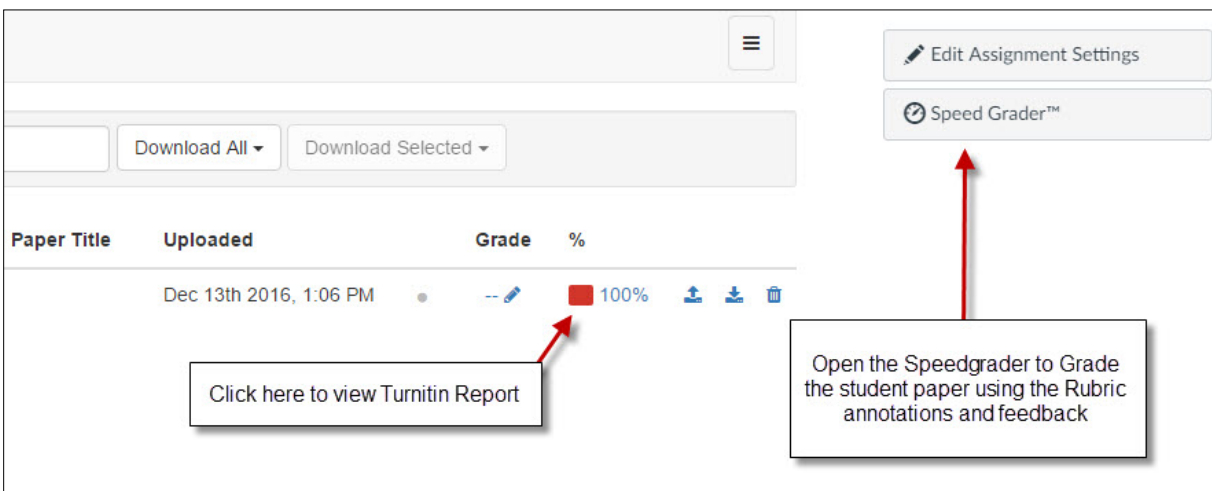 Edit Assignment Settings
Speed Grader™
Download All
Download Selected
Paper Title Uploaded Grade %
Dec 13th 2016, 1:06 PM -- 100%
Click here to view Turnitin Report
Open the Speedgrader to Grade
the student paper using the Rubric
annotations and feedback